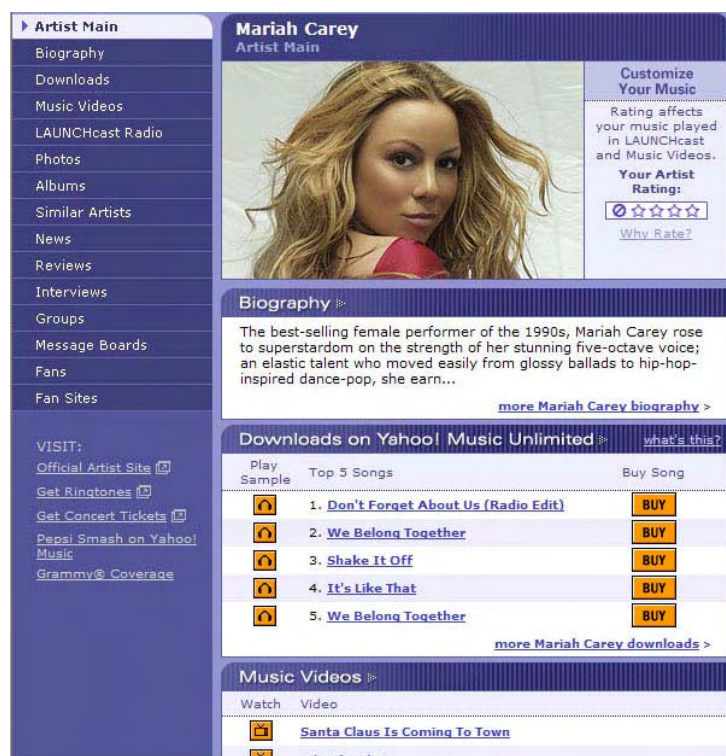 Artist Main
Biography
Downloads
Music Videos
LAUNCHcast Radio
Photos
Albums
Similar Artists
News
Reviews
Interviews
Groups
Message Boards
Fans
Fan Sites
VISIT:
Official Artist Site
Get Ringtones
Get Concert Tickets
Pepsi Smash on Yahoo!
Music
Grammy® Coverage
Mariah Carey
Artist Main
Customize
Your Music
Rating affects
your music played
in LAUNCHcast
and Music Videos.
Your Artist
Rating:
Why Rate?
Biography
The best-selling female performer of the 1990s, Mariah Carey rose
to superstardom on the strength of her stunning five-octave voice;
an elastic talent who moved easily from glossy ballads to hip-hop-
inspired dance-pop, she earn...
more Mariah Carey biography >
Downloads on Yahoo! Music Unlimited what's this?
Play
Sample
Top 5 Songs
Buy Song
1. Don't Forget About Us (Radio Edit) BUY
2. We Belong Together BUY
3. Shake It Off BUY
4. It's Like That BUY
5. We Belong Together BUY
more Mariah Carey downloads >
Music Videos
Watch Video
Santa Claus Is Coming To Town